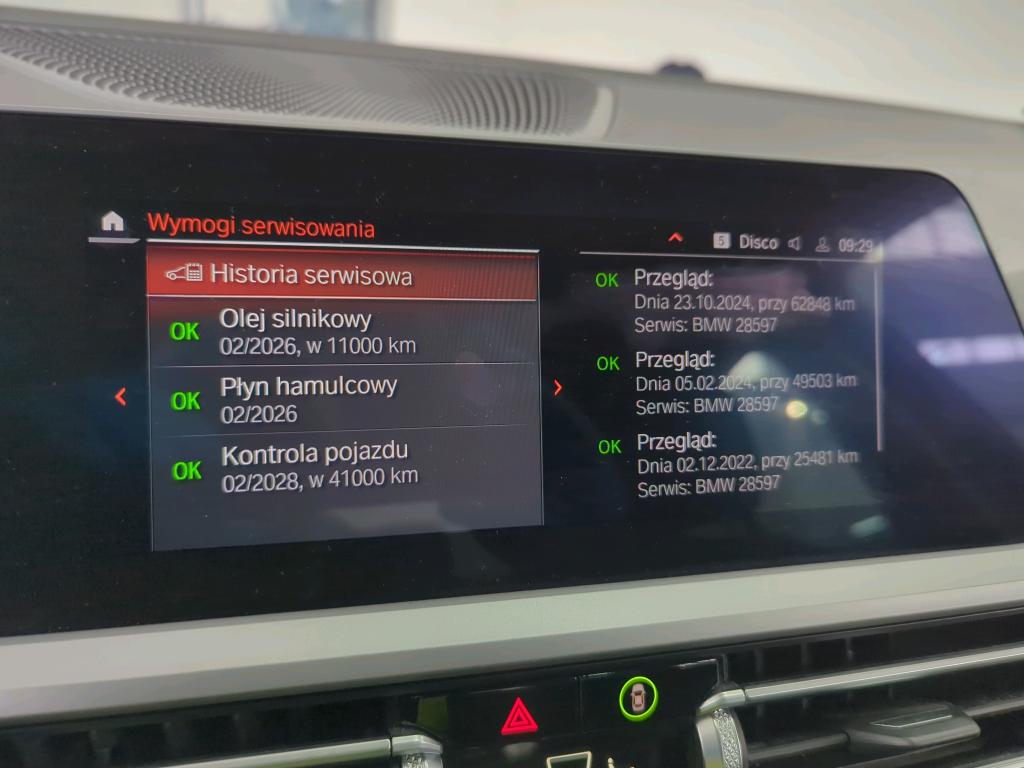 Wymogi serwisowania
5 Disco 09:29
Historia serwisowa
OK Olej silnikowy
02/2026, w 11000 km
OK Płyn hamulcowy
02/2026
OK Kontrola pojazdu
02/2028, w 41000 km
OK Przegląd:
Dnia 23.10.2024, przy 62848 km
Serwis: BMW 28597
OK Przegląd:
Dnia 05.02.2024, przy 49503 km
Serwis: BMW 28597
OK Przegląd:
Dnia 02.12.2022, przy 25481 km
Serwis: BMW 28597